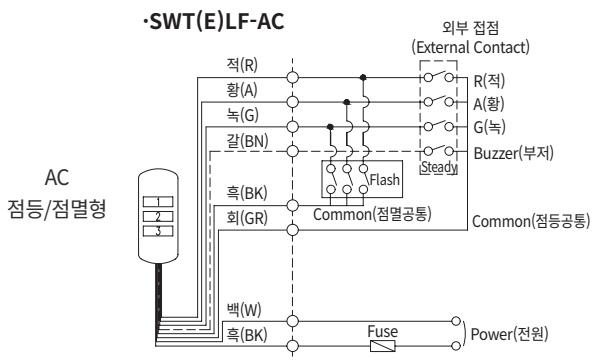 ·SWT(E)LF-AC
외부 접점
(External Contact)
적(R)
R(적)
황(A)
A(황)
녹(G)
G(녹)
갈(BN)
Buzzer(부저)
Steady
Flash
AC
점등/점멸형
1
2
3
흑(BK)
Common(점멸공통)
회(GR)
Common(점등공통)
백(W)
흑(BK)
Fuse
Power(전원)